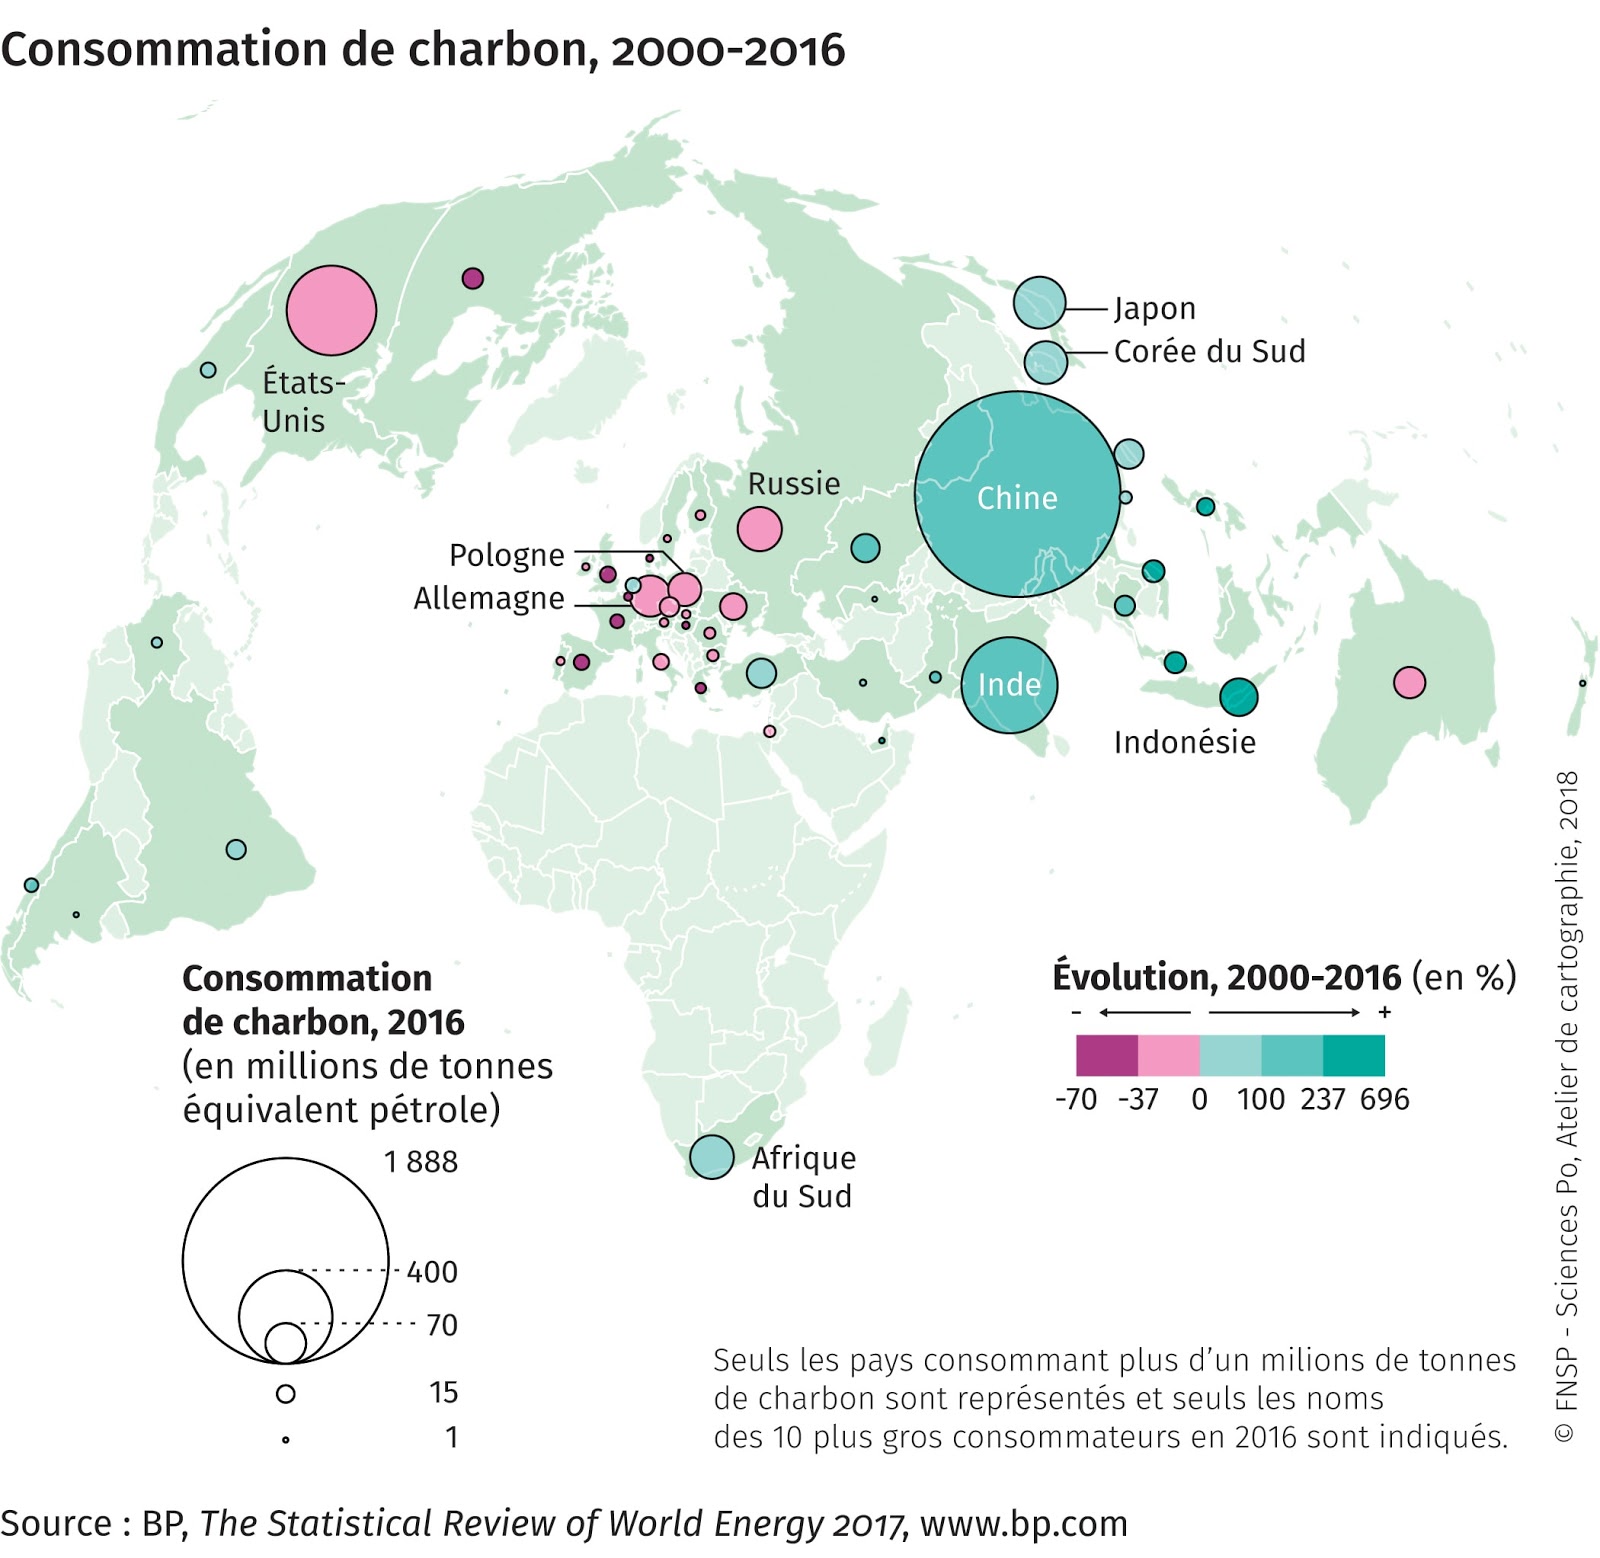 Consommation de charbon, 2000-2016
Japon
Corée du Sud
États-
Unis
Russie
Chine
Pologne
Allemagne
Inde
Indonésie
Afrique
du Sud
Consommation
de charbon, 2016
(en millions de tonnes
équivalent pétrole)
1 888
400
70
15
1
Évolution, 2000-2016 (en %)
- +
-70 -37 0 100 237 696
Seuls les pays consommant plus d’un milions de tonnes
de charbon sont représentés et seuls les noms
des 10 plus gros consommateurs en 2016 sont indiqués.
© FNSP - Sciences Po, Atelier de cartographie, 2018
Source : BP, The Statistical Review of World Energy 2017, www.bp.com